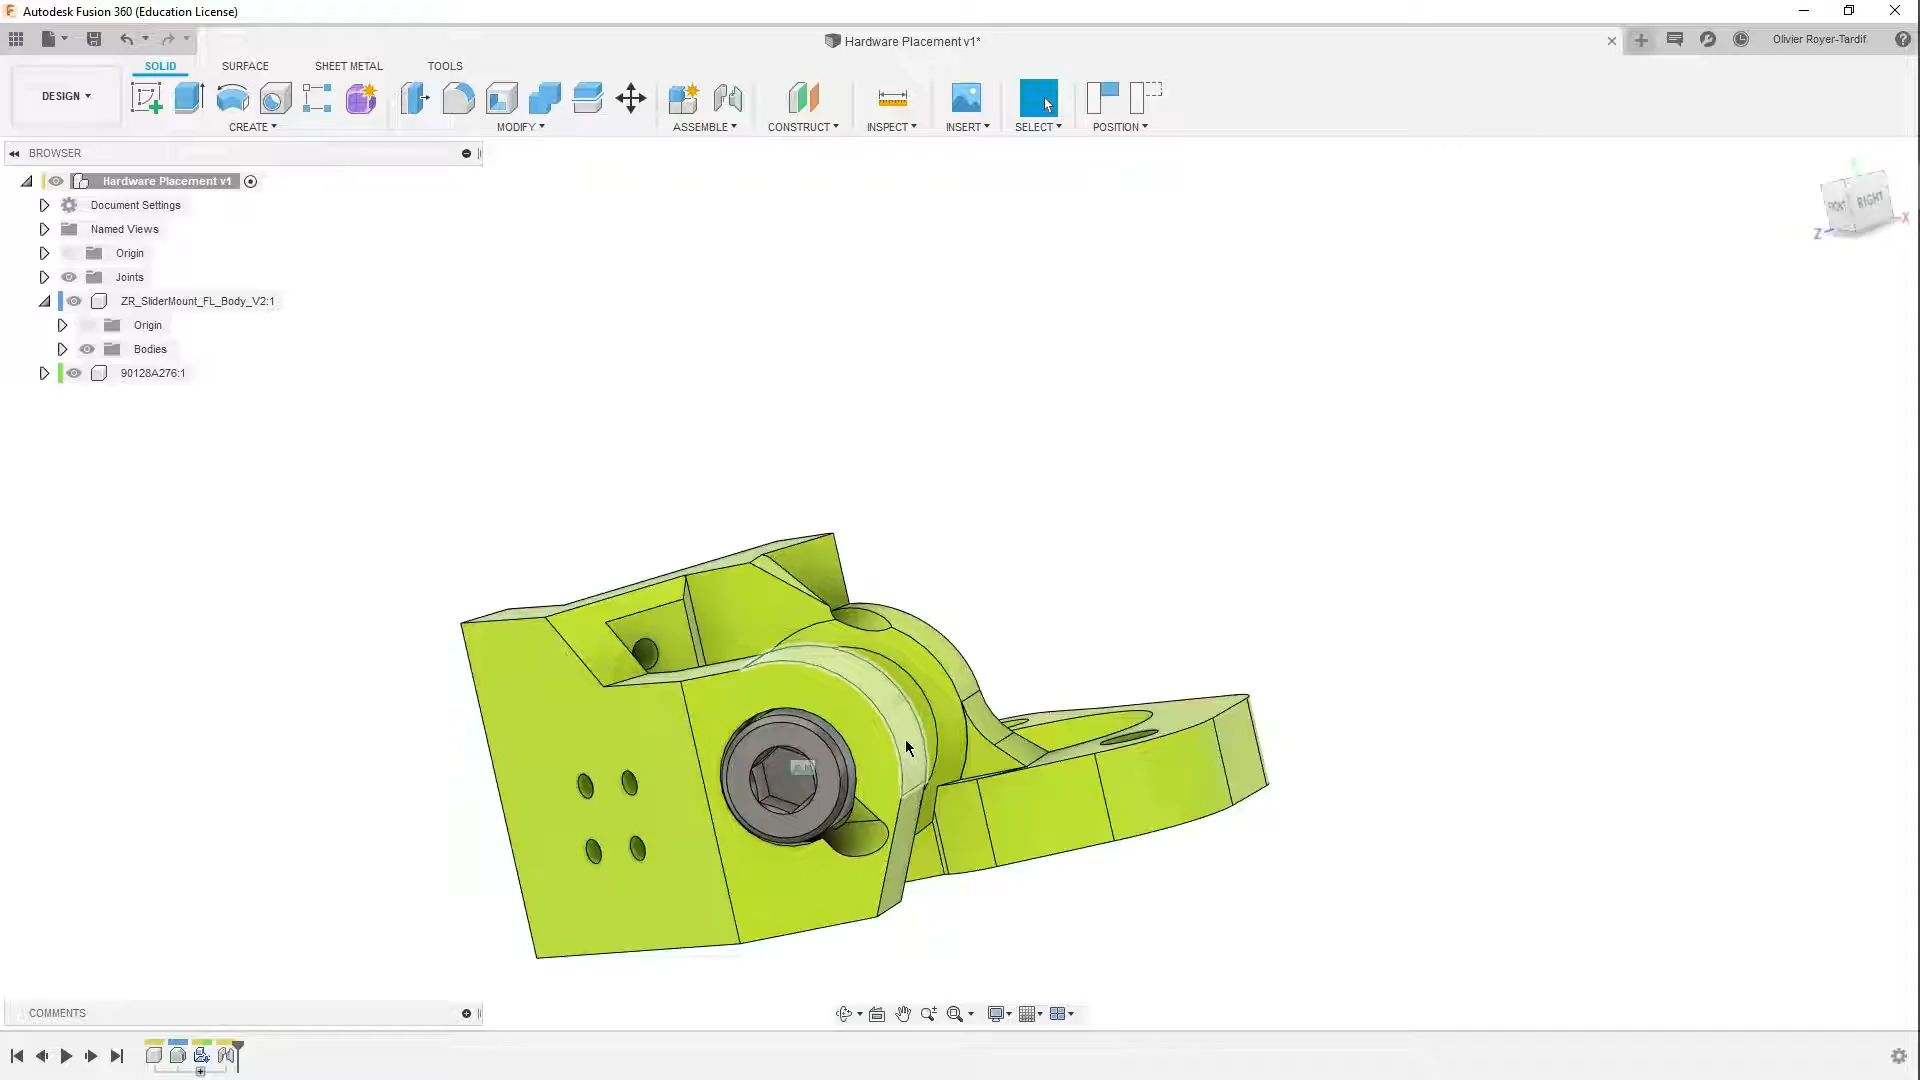 Autodesk Fusion 360 (Education License)
Hardware Placement v1*
Olivier Royer-Tardif
SOLID SURFACE SHEET METAL TOOLS
DESIGN
CREATE MODIFY ASSEMBLE CONSTRUCT INSPECT INSERT SELECT POSITION
BROWSER
Hardware Placement v1
Document Settings
Named Views
Origin
Joints
ZR_SliderMount_FL_Body_V2:1
Origin
Bodies
90128A276:1
FRONT RIGHT
X
Z
COMMENTS